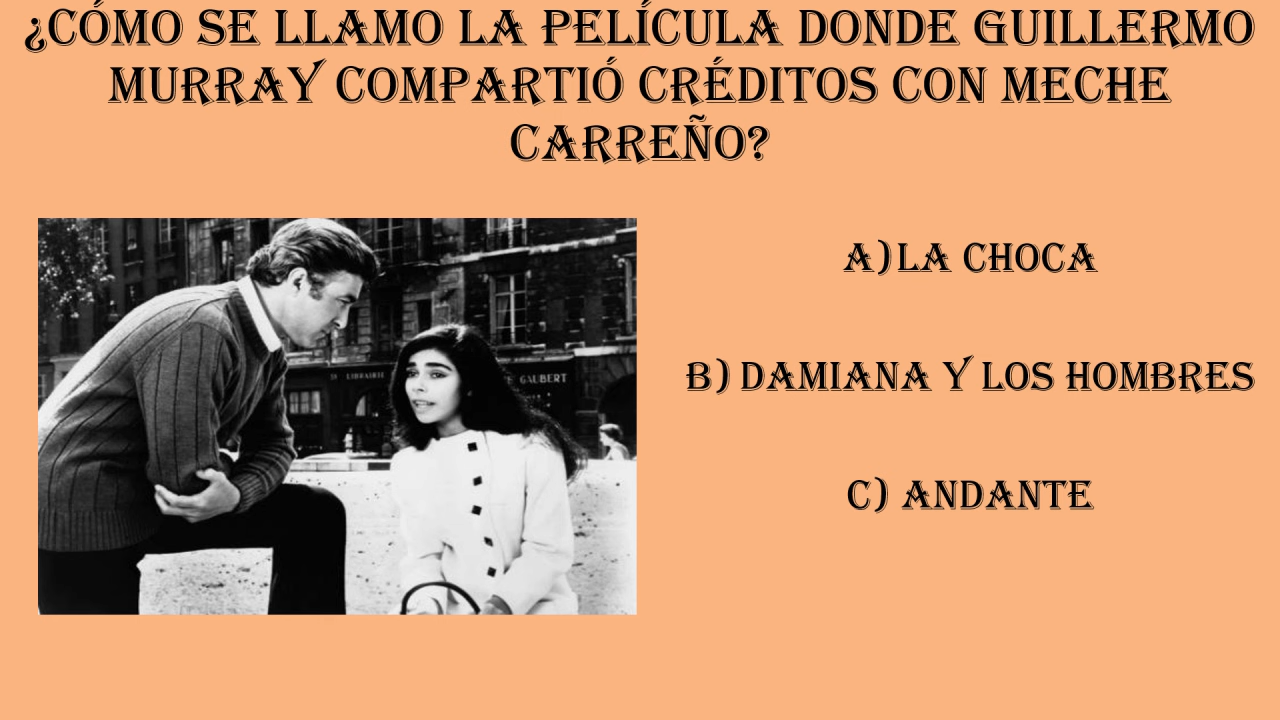 ¿CÓMO SE LLAMO LA PELÍCULA DONDE GUILLERMO
MURRAY COMPARTIÓ CRÉDITOS CON MECHE
CARREÑO?
A) LA CHOCA
B) DAMIANA Y LOS HOMBRES
C) ANDANTE
LIBRAIRIE
GAUBERT